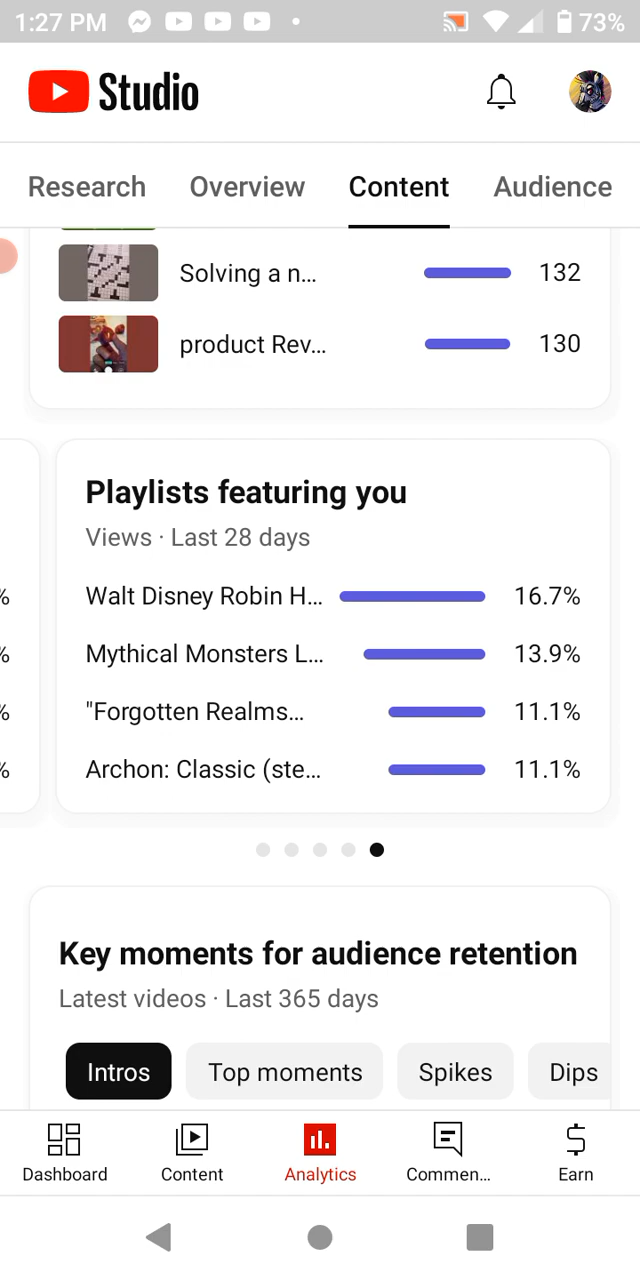 1:27 PM 73%
Studio
Research Overview Content Audience
Solving a n... 132
product Rev... 130
Playlists featuring you
Views · Last 28 days
% Walt Disney Robin H... 16.7%
% Mythical Monsters L... 13.9%
% "Forgotten Realms... 11.1%
% Archon: Classic (ste... 11.1%
Key moments for audience retention
Latest videos · Last 365 days
Intros Top moments Spikes Dips
Dashboard Content Analytics Commen... Earn